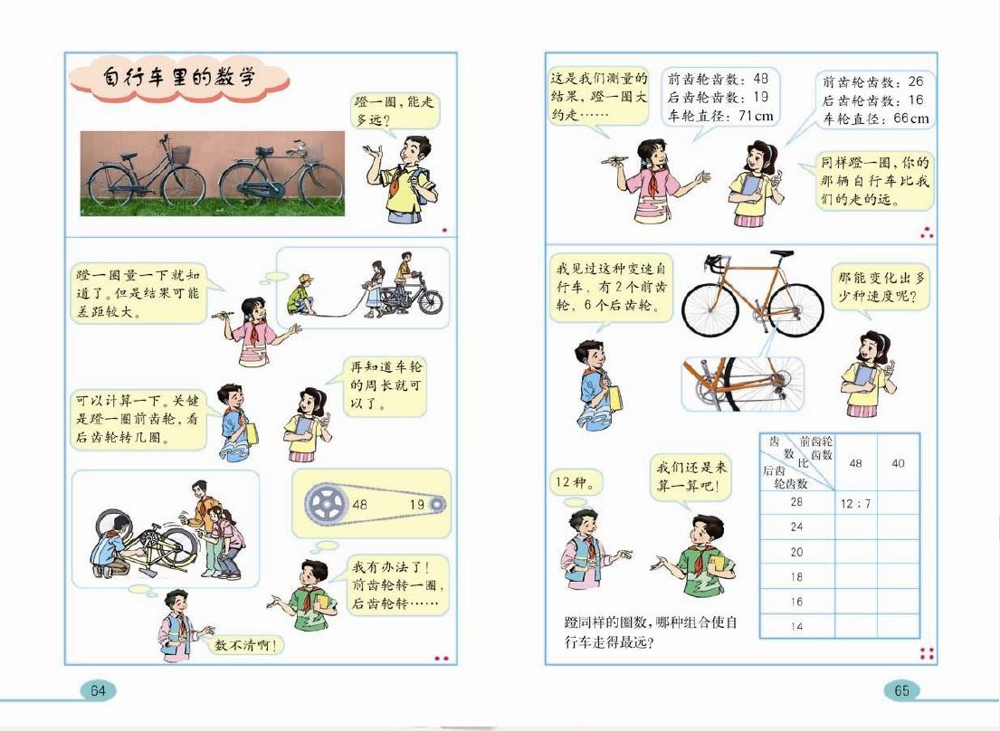 自行车里的数学
蹬一圈，能走
多远？
蹬一圈量一下就知
道了。但是结果可能
差距较大。
再知道车轮
的周长就可
以了。
可以计算一下。关键
是蹬一圈前齿轮，看
后齿轮转几圈。
48
19
我有办法了！
前齿轮转一圈，
后齿轮转……
数不清啊！
64
这是我们测量的
结果，蹬一圈大
约走……
前齿轮齿数：48
后齿轮齿数：19
车轮直径：71cm
前齿轮齿数：26
后齿轮齿数：16
车轮直径：66cm
同样蹬一圈，你的
那辆自行车比我
们的走的远。
我见过这种变速自
行车，有2个前齿
轮，6个后齿轮。
那能变化出多
少种速度呢？
12种。
我们还是来
算一算吧！
齿数比
前齿轮齿数
后齿轮齿数
48
40
28
12：7
24
20
18
16
14
蹬同样的圈数，哪种组合使自
行车走得最远？
65